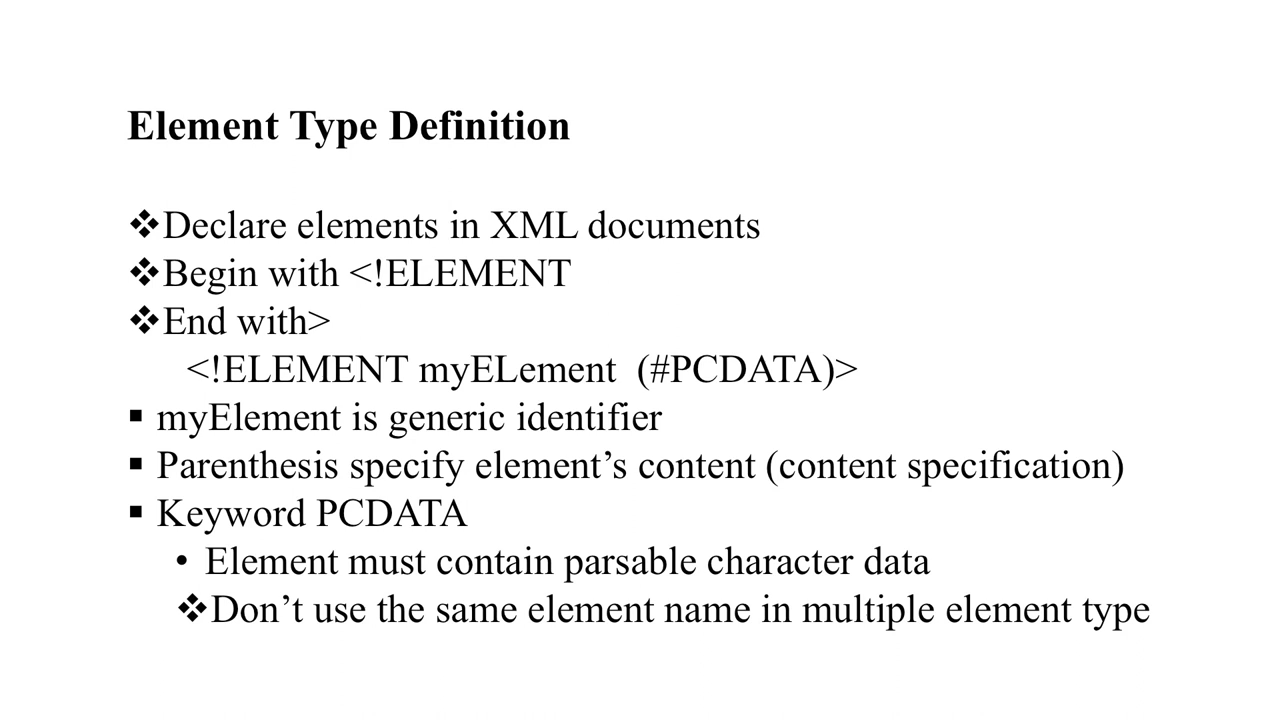 Element Type Definition
❖Declare elements in XML documents
❖Begin with <!ELEMENT
❖End with>
<!ELEMENT myELement  (#PCDATA)>
▪ myElement is generic identifier
▪ Parenthesis specify element’s content (content specification)
▪ Keyword PCDATA
• Element must contain parsable character data
❖Don’t use the same element name in multiple element type